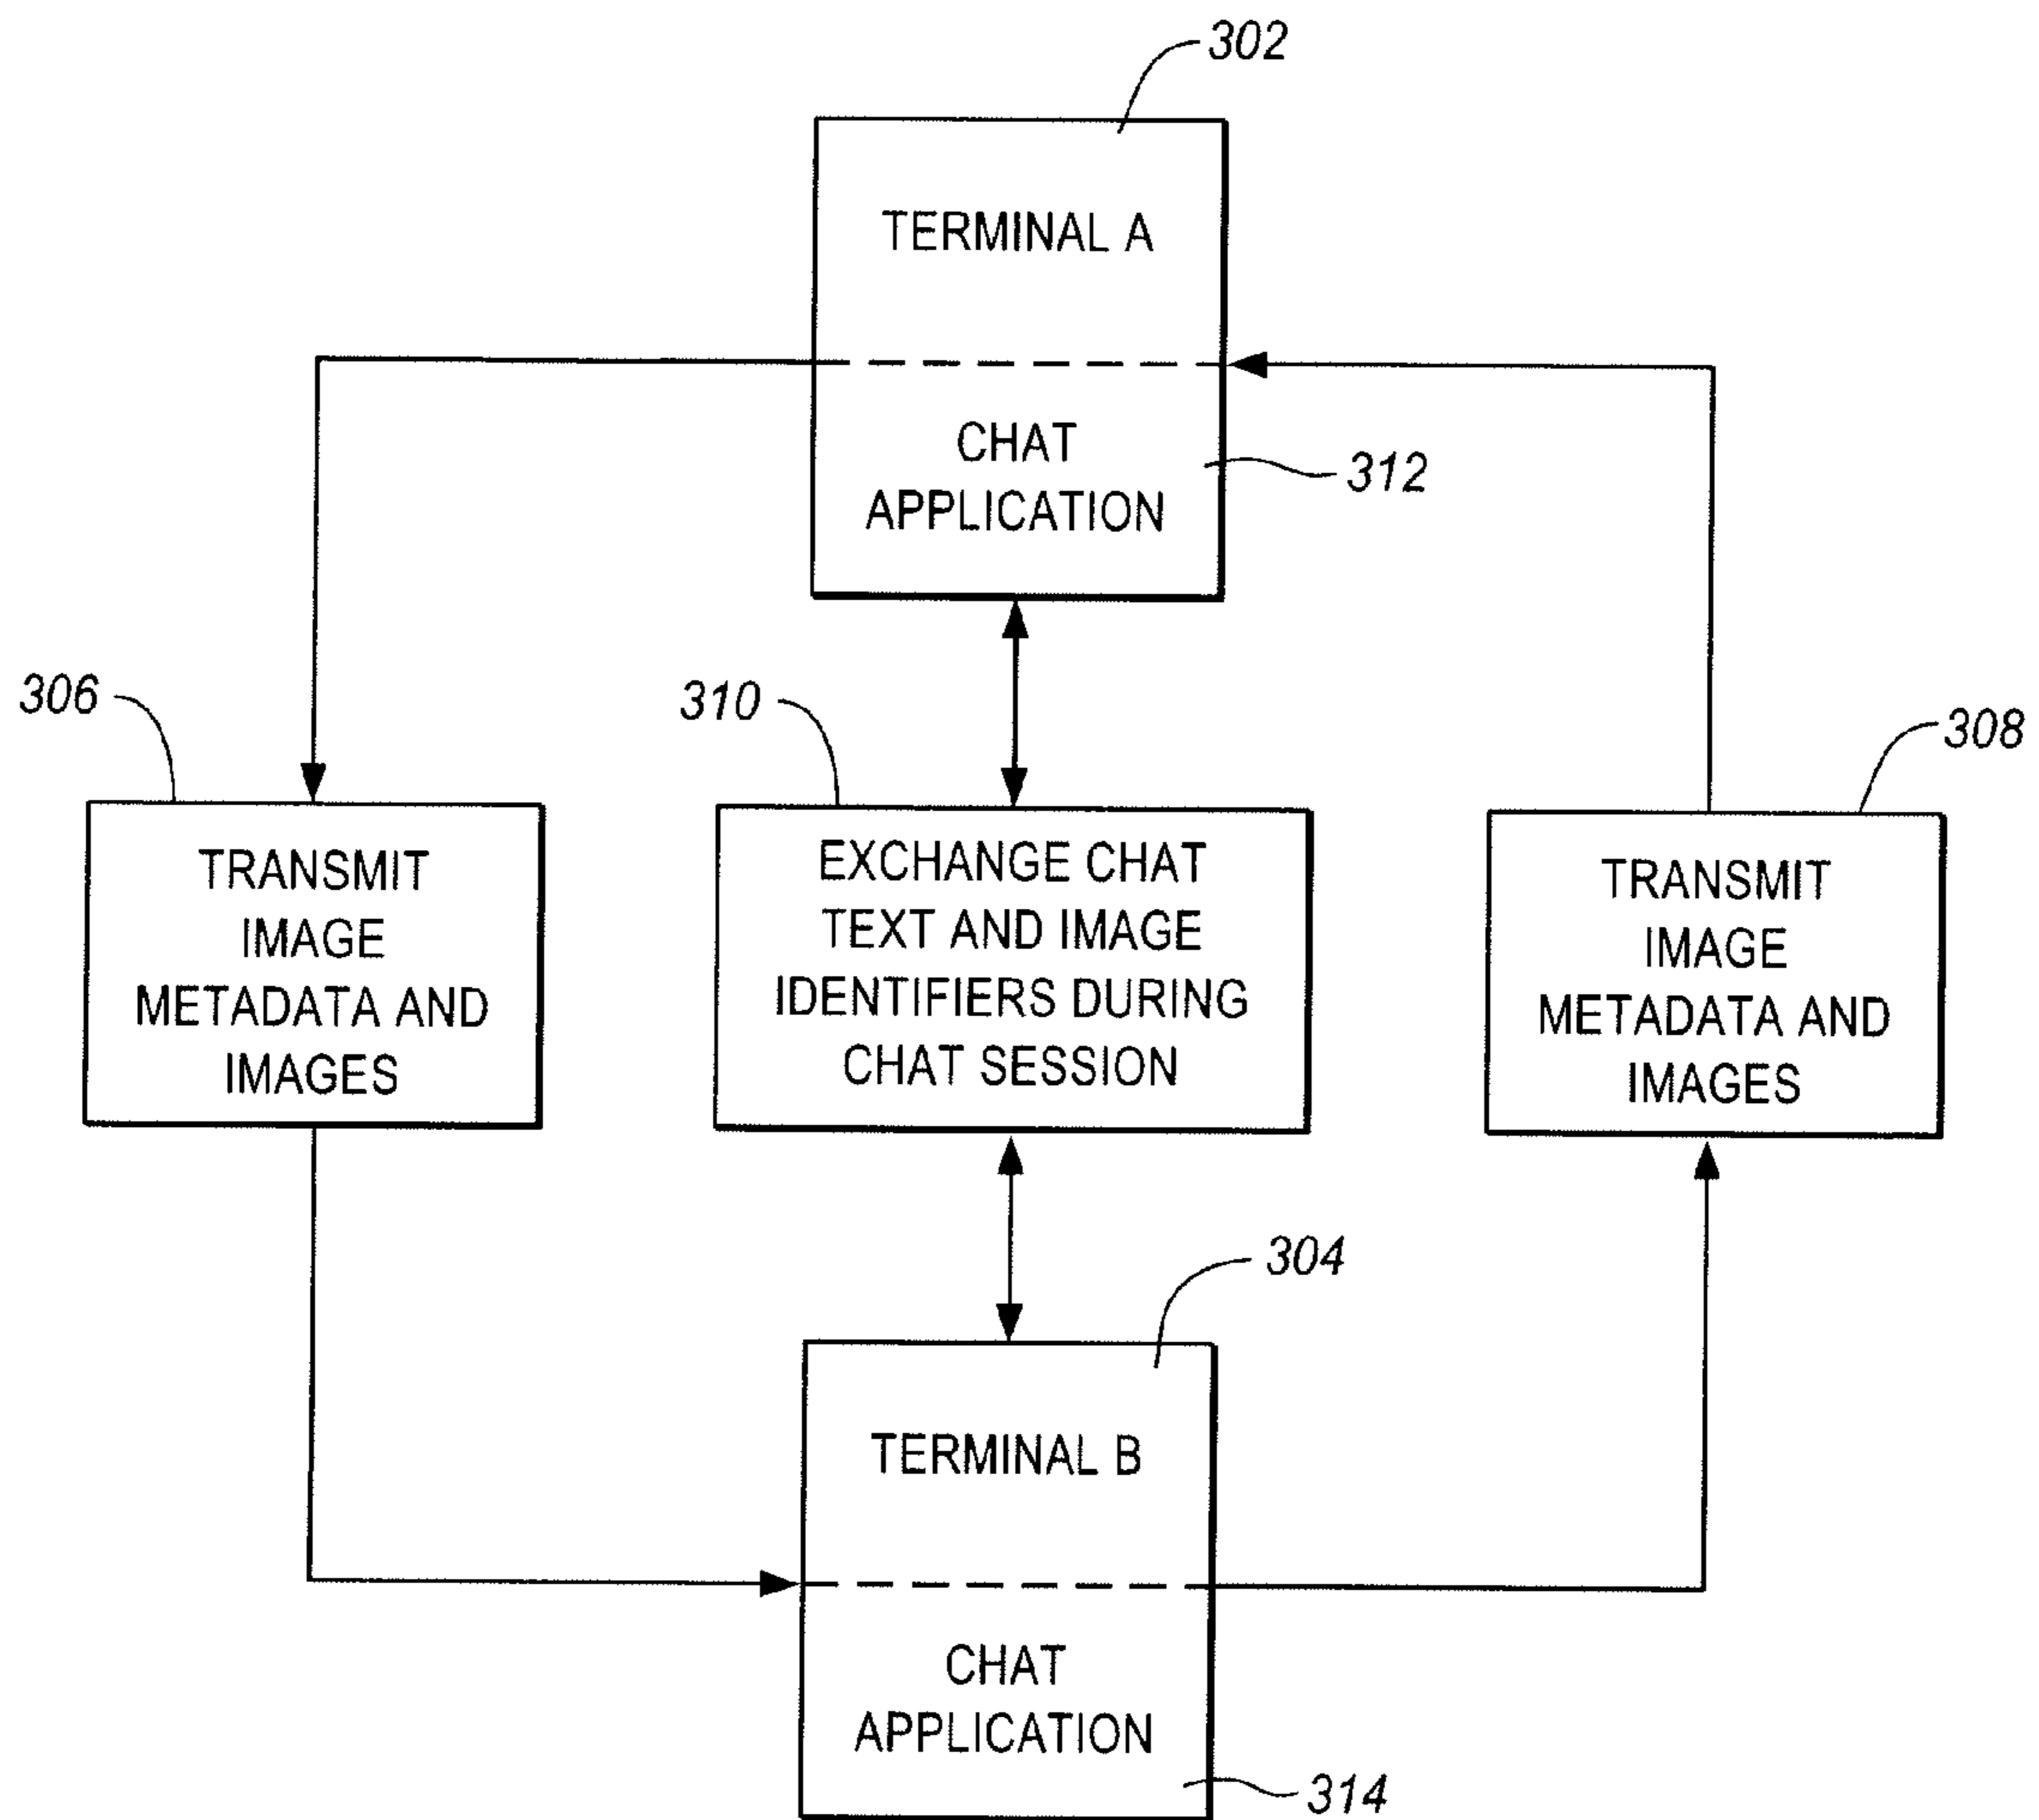 302
TERMINAL A
CHAT
APPLICATION
312
306
TRANSMIT
IMAGE
METADATA AND
IMAGES
310
EXCHANGE CHAT
TEXT AND IMAGE
IDENTIFIERS DURING
CHAT SESSION
308
TRANSMIT
IMAGE
METADATA AND
IMAGES
304
TERMINAL B
CHAT
APPLICATION
314